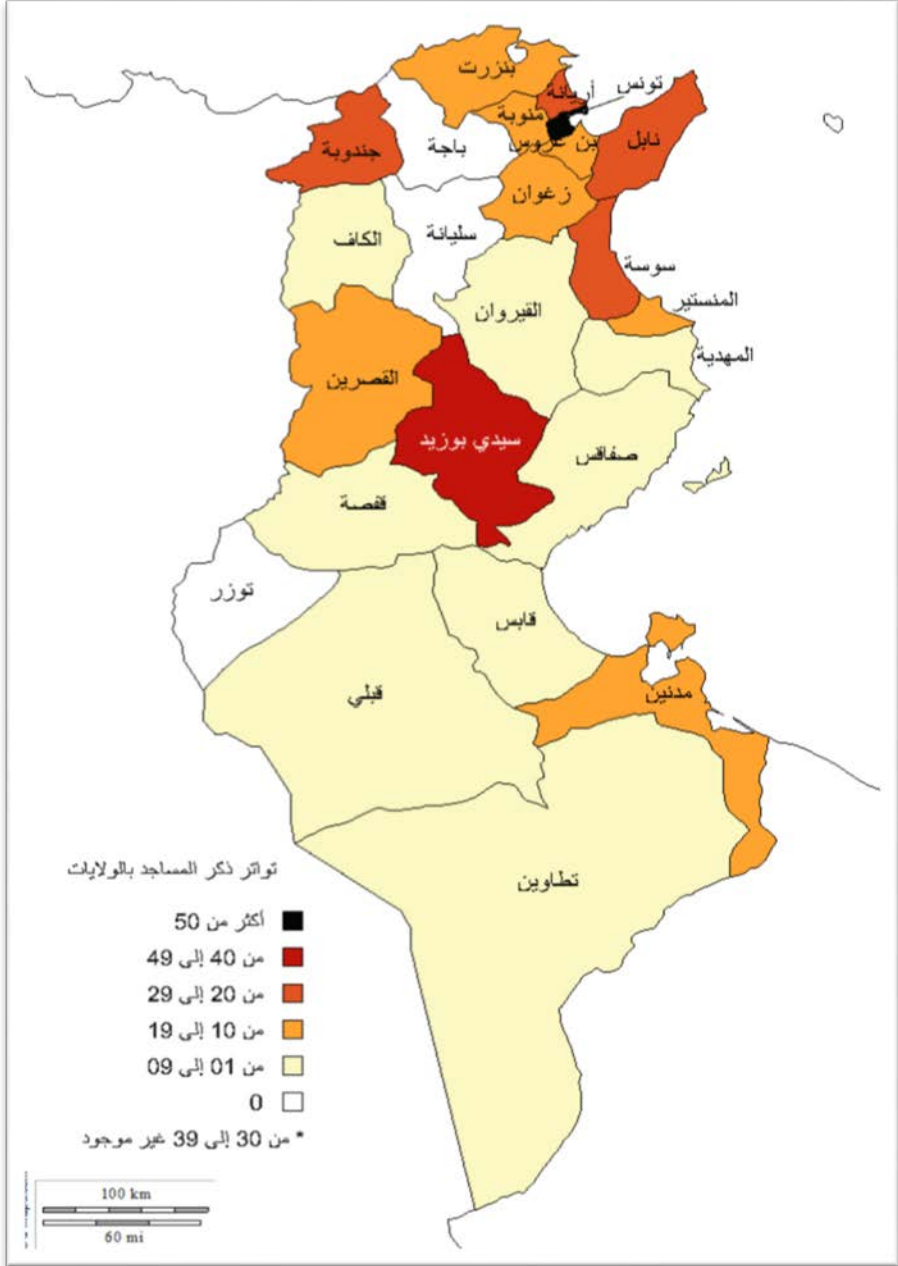 بنزرت
أريانة
تونس
منوبة
بن عروس
نابل
جندوبة
باجة
زغوان
سليانة
الكاف
سوسة
القيروان
المنستير
المهدية
القصرين
سيدي بوزيد
صفاقس
قفصة
توزر
قابس
قبلي
مدنين
تطاوين
تواتر ذكر المساجد بالولايات
أكثر من 50
من 40 إلى 49
من 20 إلى 29
من 10 إلى 19
من 01 إلى 09
0
* من 30 إلى 39 غير موجود
100 km
60 mi